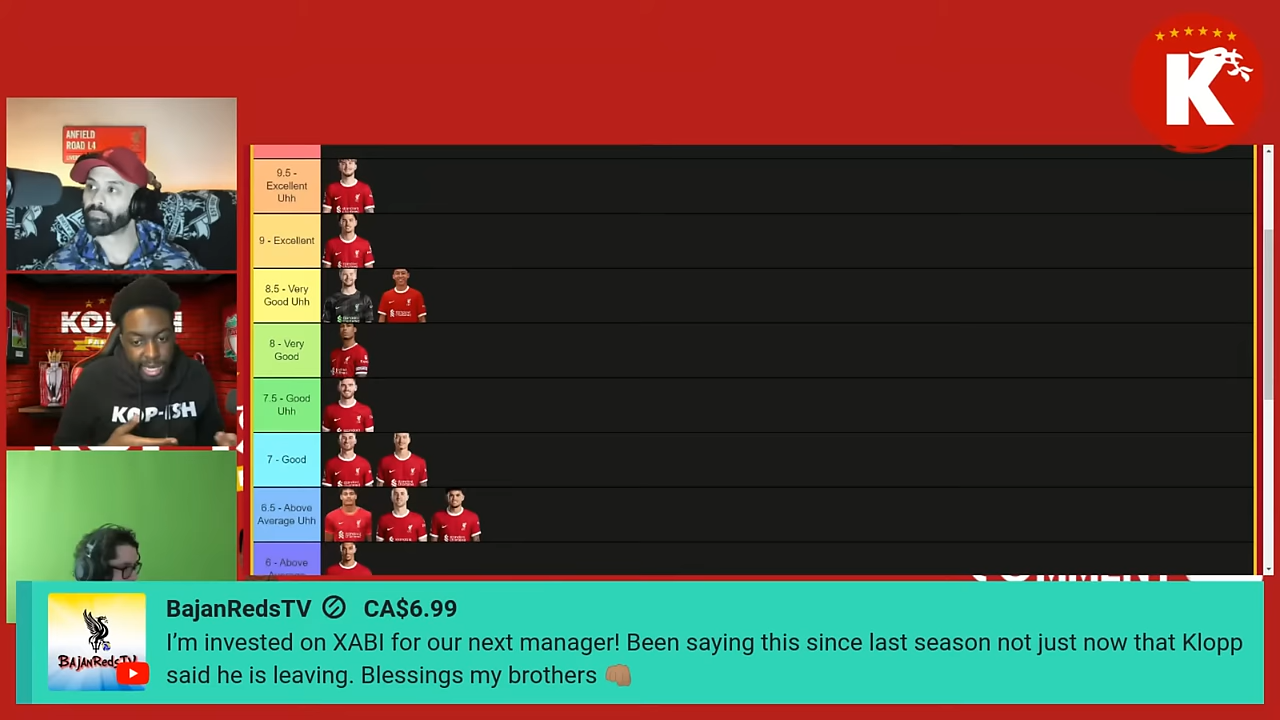 K
ANFIELD
ROAD L4
KOP-ISH
9.5 -
Excellent
Uhh
9 - Excellent
8.5 - Very
Good Uhh
8 - Very
Good
7.5 - Good
Uhh
7 - Good
6.5 - Above
Average Uhh
6 - Above
Average
COMMENT
BajanRedsTV CA$6.99
I’m invested on XABI for our next manager! Been saying this since last season not just now that Klopp
said he is leaving. Blessings my brothers 👊🏽
BAJANREDSTV